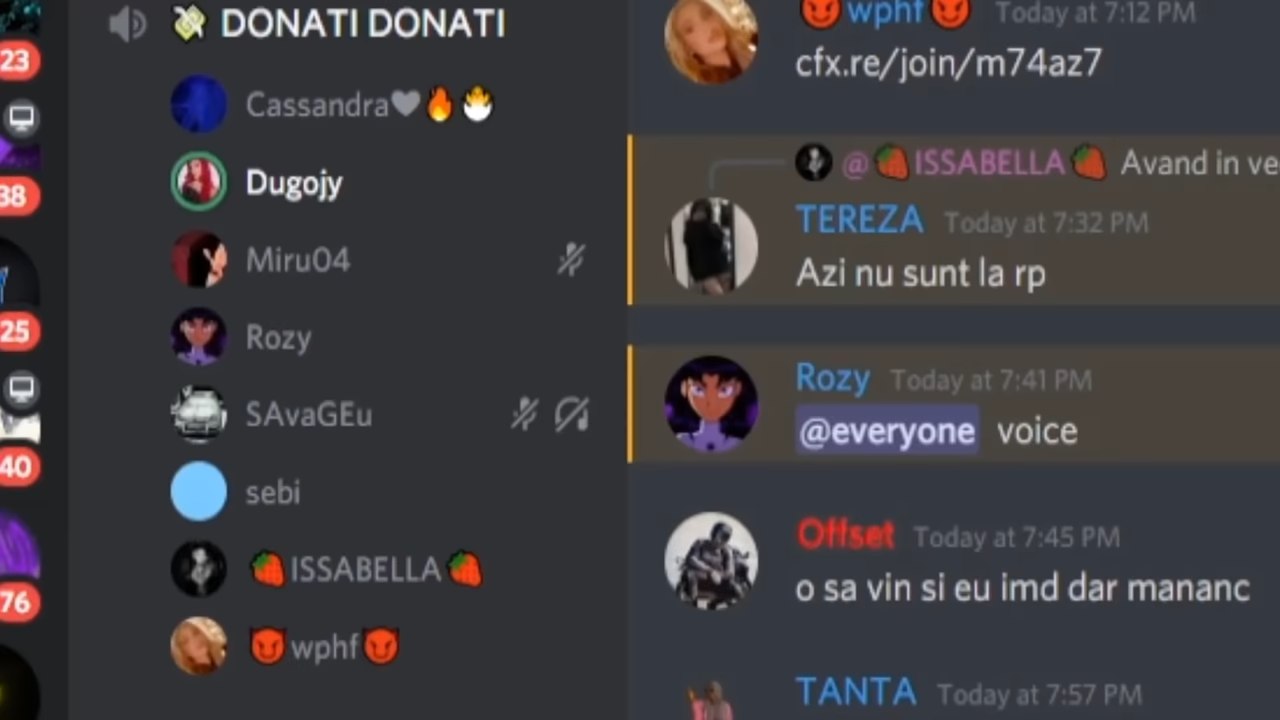 23
38
25
40
76
DONATI DONATI
Cassandra🖤🔥🐣
Dugojy
Miru04
Rozy
SAvaGEu
sebi
🍓ISSABELLA🍓
😈wphf😈
😈wphf😈 Today at 7:12 PM
cfx.re/join/m74az7
@🍓ISSABELLA🍓 Avand in ve
TEREZA Today at 7:32 PM
Azi nu sunt la rp
Rozy Today at 7:41 PM
@everyone voice
Offset Today at 7:45 PM
o sa vin si eu imd dar mananc
TANTA Today at 7:57 PM